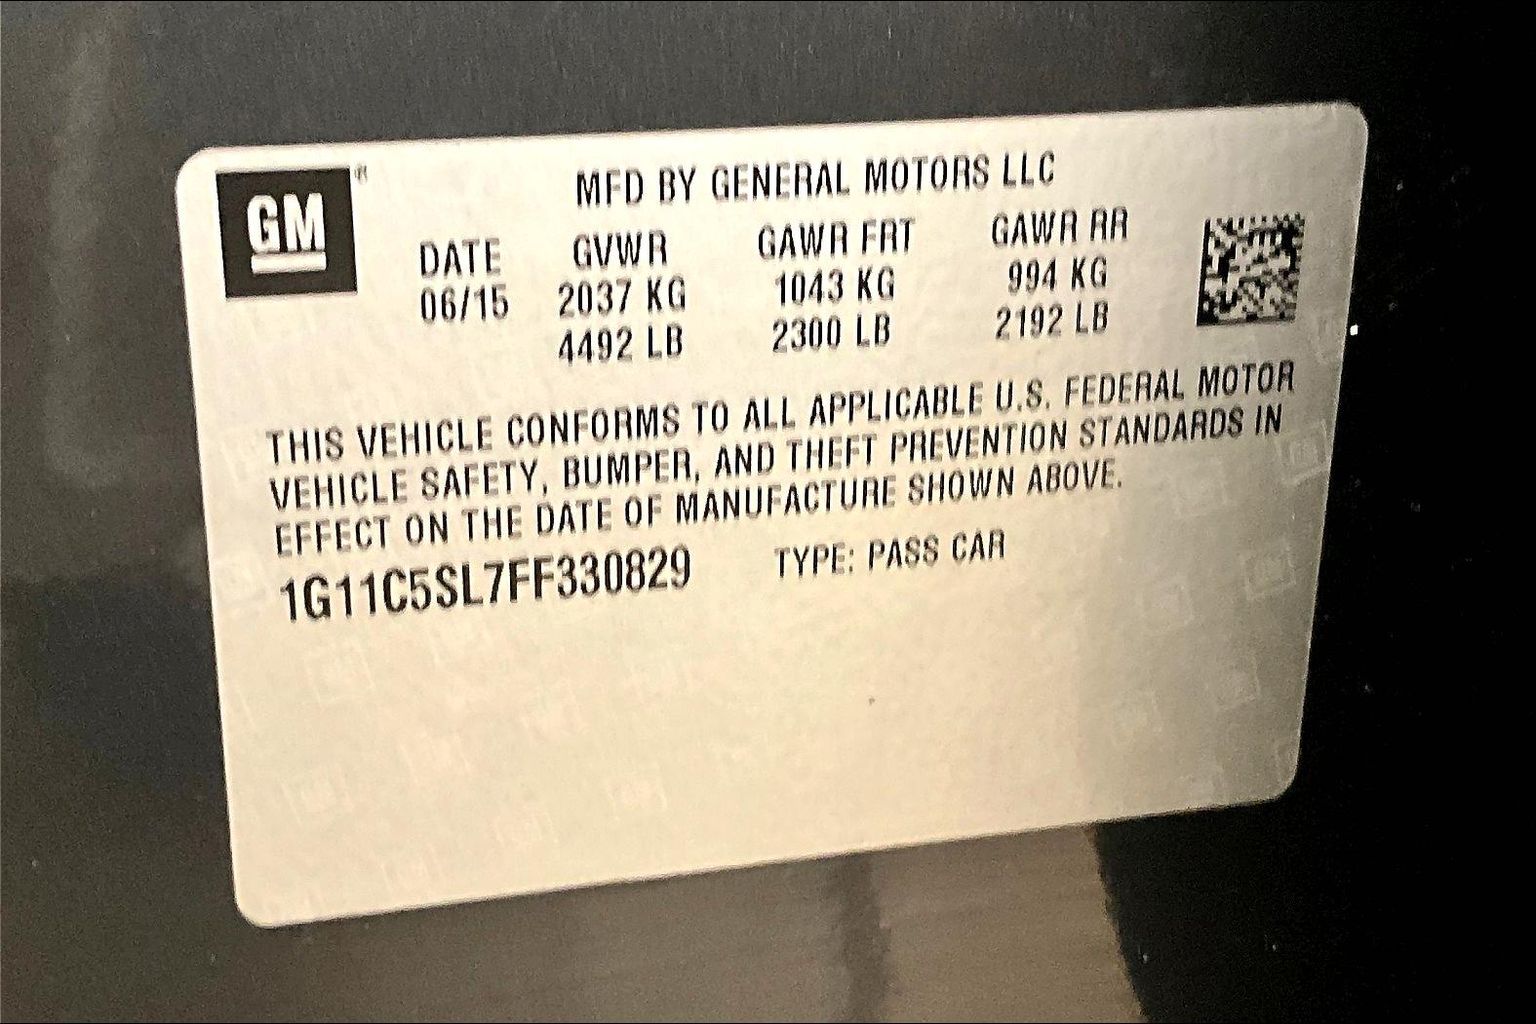 GM®
MFD BY GENERAL MOTORS LLC
DATE GVWR GAWR FRT GAWR RR
06/15 2037 KG 1043 KG 994 KG
4492 LB 2300 LB 2192 LB
THIS VEHICLE CONFORMS TO ALL APPLICABLE U.S. FEDERAL MOTOR
VEHICLE SAFETY, BUMPER, AND THEFT PREVENTION STANDARDS IN
EFFECT ON THE DATE OF MANUFACTURE SHOWN ABOVE.
1G11C5SL7FF330829 TYPE: PASS CAR